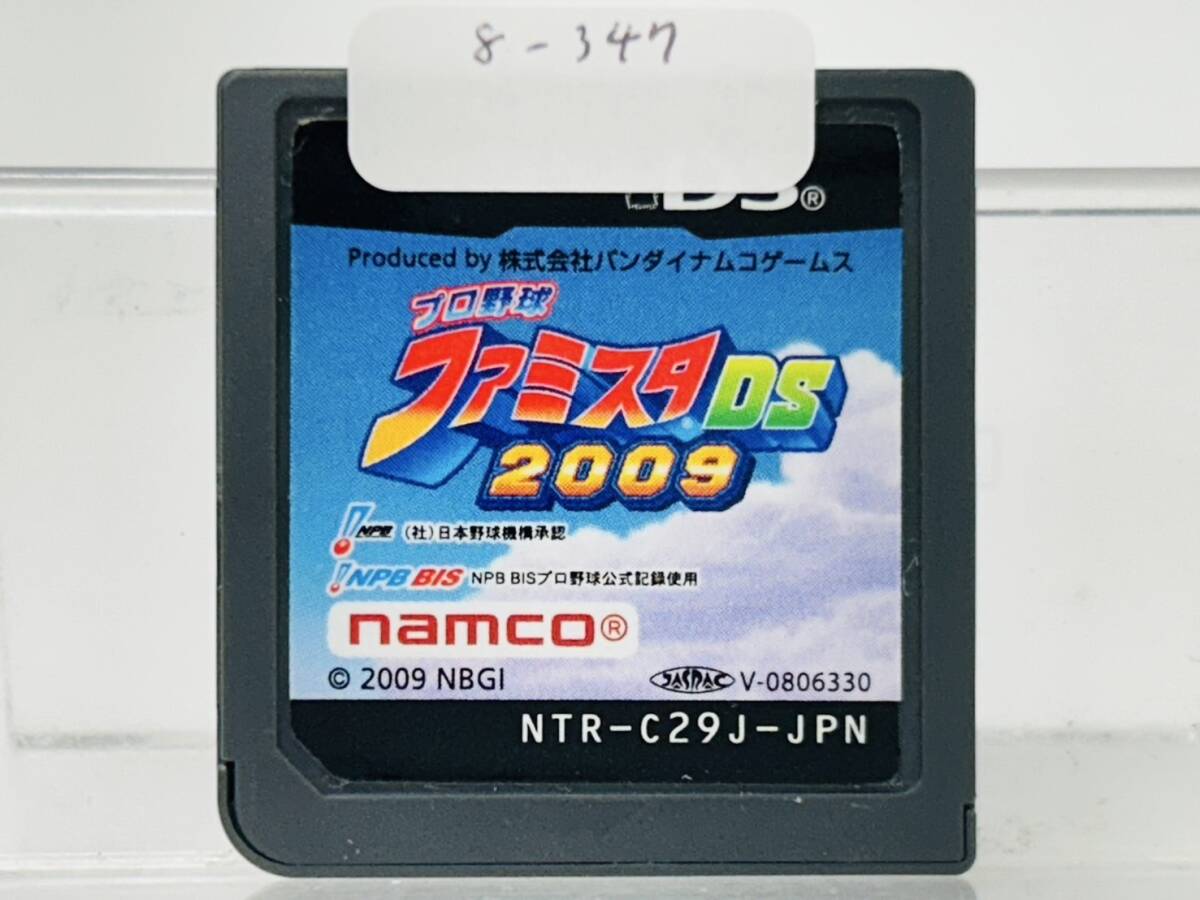 8-347
DS®
Produced by 株式会社バンダイナムコゲームス
プロ野球
ファミスタDS
2009
NPB (社)日本野球機構承認
NPB BIS NPB BISプロ野球公式記録使用
namco®
© 2009 NBGI
JASRAC V-0806330
NTR-C29J-JPN